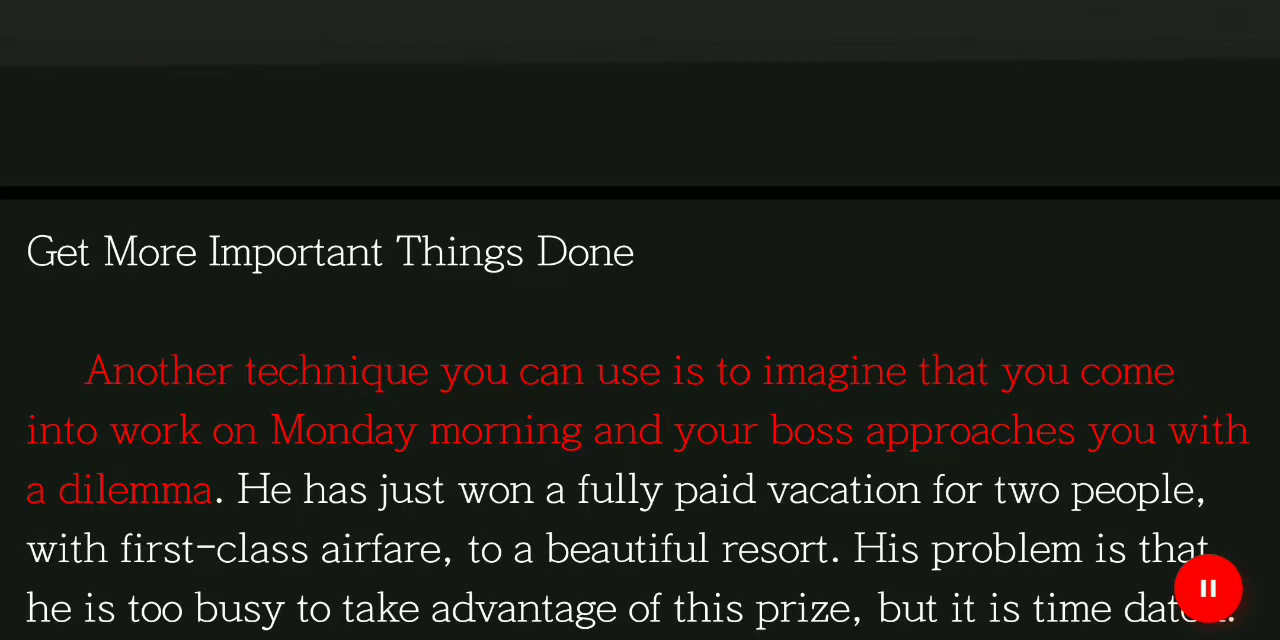 Get More Important Things Done
Another technique you can use is to imagine that you come
into work on Monday morning and your boss approaches you with
a dilemma. He has just won a fully paid vacation for two people,
with first-class airfare, to a beautiful resort. His problem is that
he is too busy to take advantage of this prize, but it is time